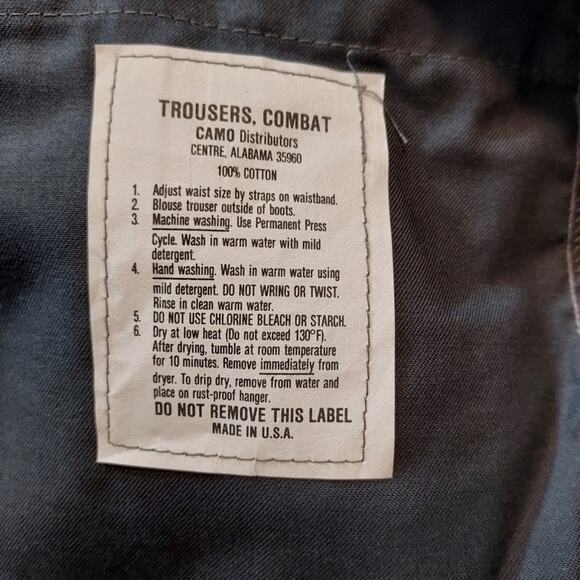 TROUSERS, COMBAT
CAMO Distributors
CENTRE, ALABAMA 35960
100% COTTON
1. Adjust waist size by straps on waistband.
2. Blouse trouser outside of boots.
3. Machine washing. Use Permanent Press
Cycle. Wash in warm water with mild
detergent.
4. Hand washing. Wash in warm water using
mild detergent. DO NOT WRING OR TWIST.
Rinse in clean warm water.
5. DO NOT USE CHLORINE BLEACH OR STARCH.
6. Dry at low heat (Do not exceed 130°F).
After drying, tumble at room temperature
for 10 minutes. Remove immediately from
dryer. To drip dry, remove from water and
place on rust-proof hanger.
DO NOT REMOVE THIS LABEL
MADE IN U.S.A.